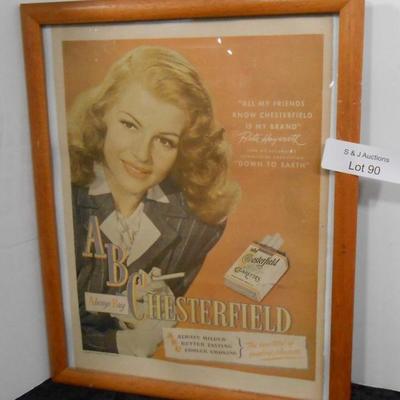 "ALL MY FRIENDS
KNOW CHESTERFIELD
IS MY BRAND"
Rita Hayworth
"DOWN TO EARTH"
S & J Auctions
Lot 90
Chesterfield
CIGARETTES
A
B
C
Always Buy
CHESTERFIELD
A ALWAYS MILDER
B BETTER TASTING
C COOLER SMOKING